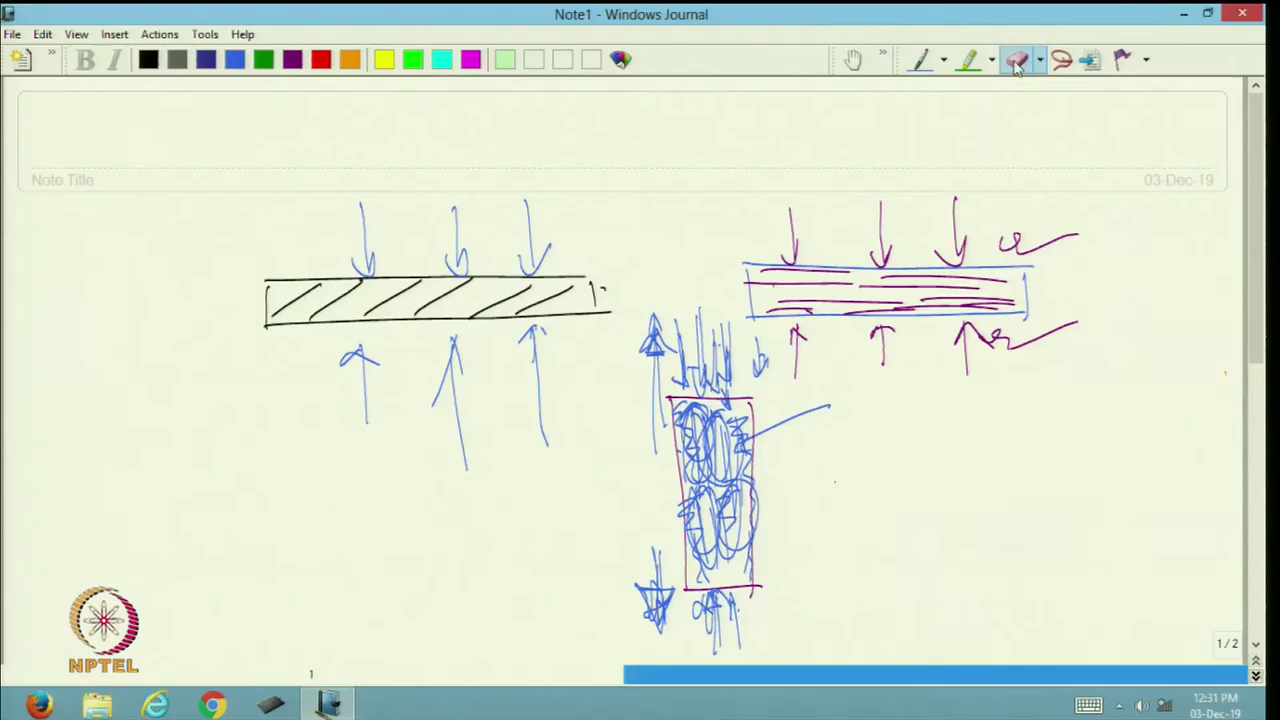 Note1 - Windows Journal
File Edit View Insert Actions Tools Help
B I
Note Title
03-Dec-19
NPTEL
1
1 / 2
12:31 PM
03-Dec-19